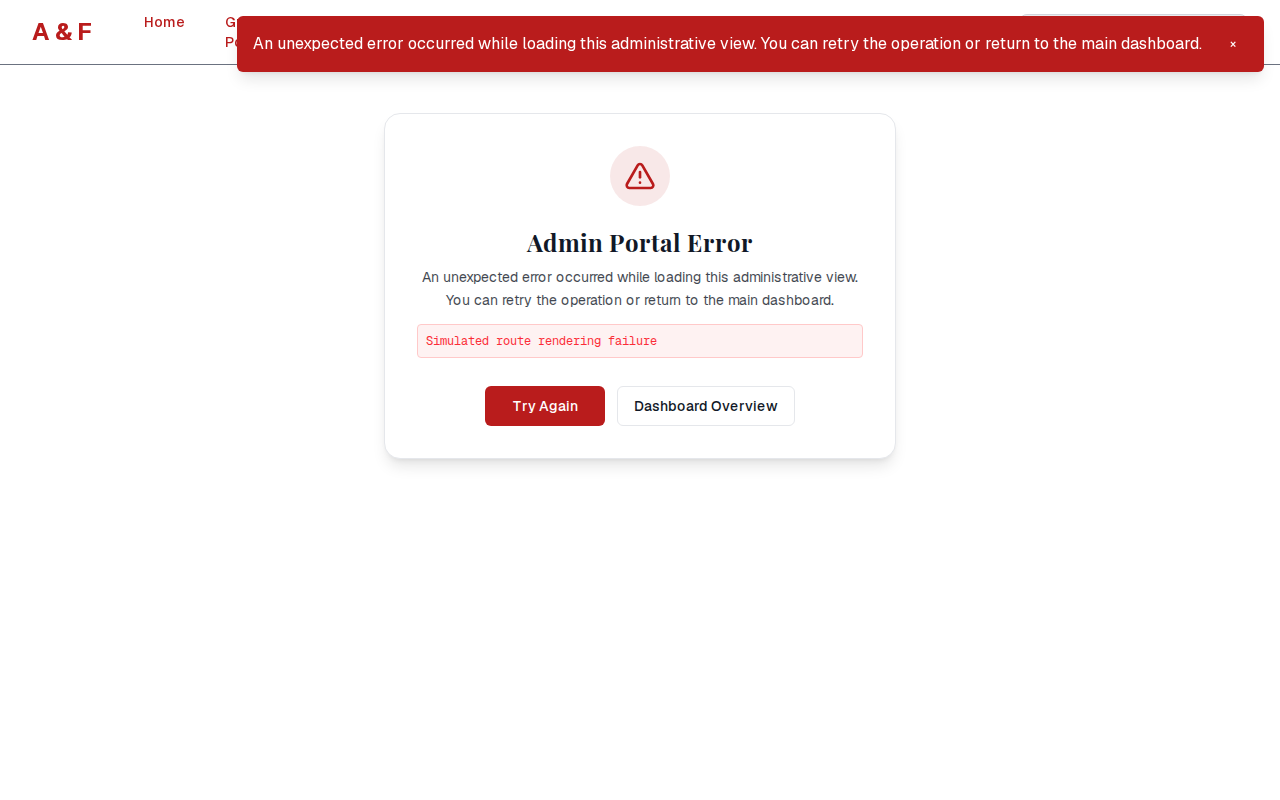 A & F
Home
An unexpected error occurred while loading this administrative view. You can retry the operation or return to the main dashboard. ×
Admin Portal Error
An unexpected error occurred while loading this administrative view.
You can retry the operation or return to the main dashboard.
Simulated route rendering failure
Try Again
Dashboard Overview